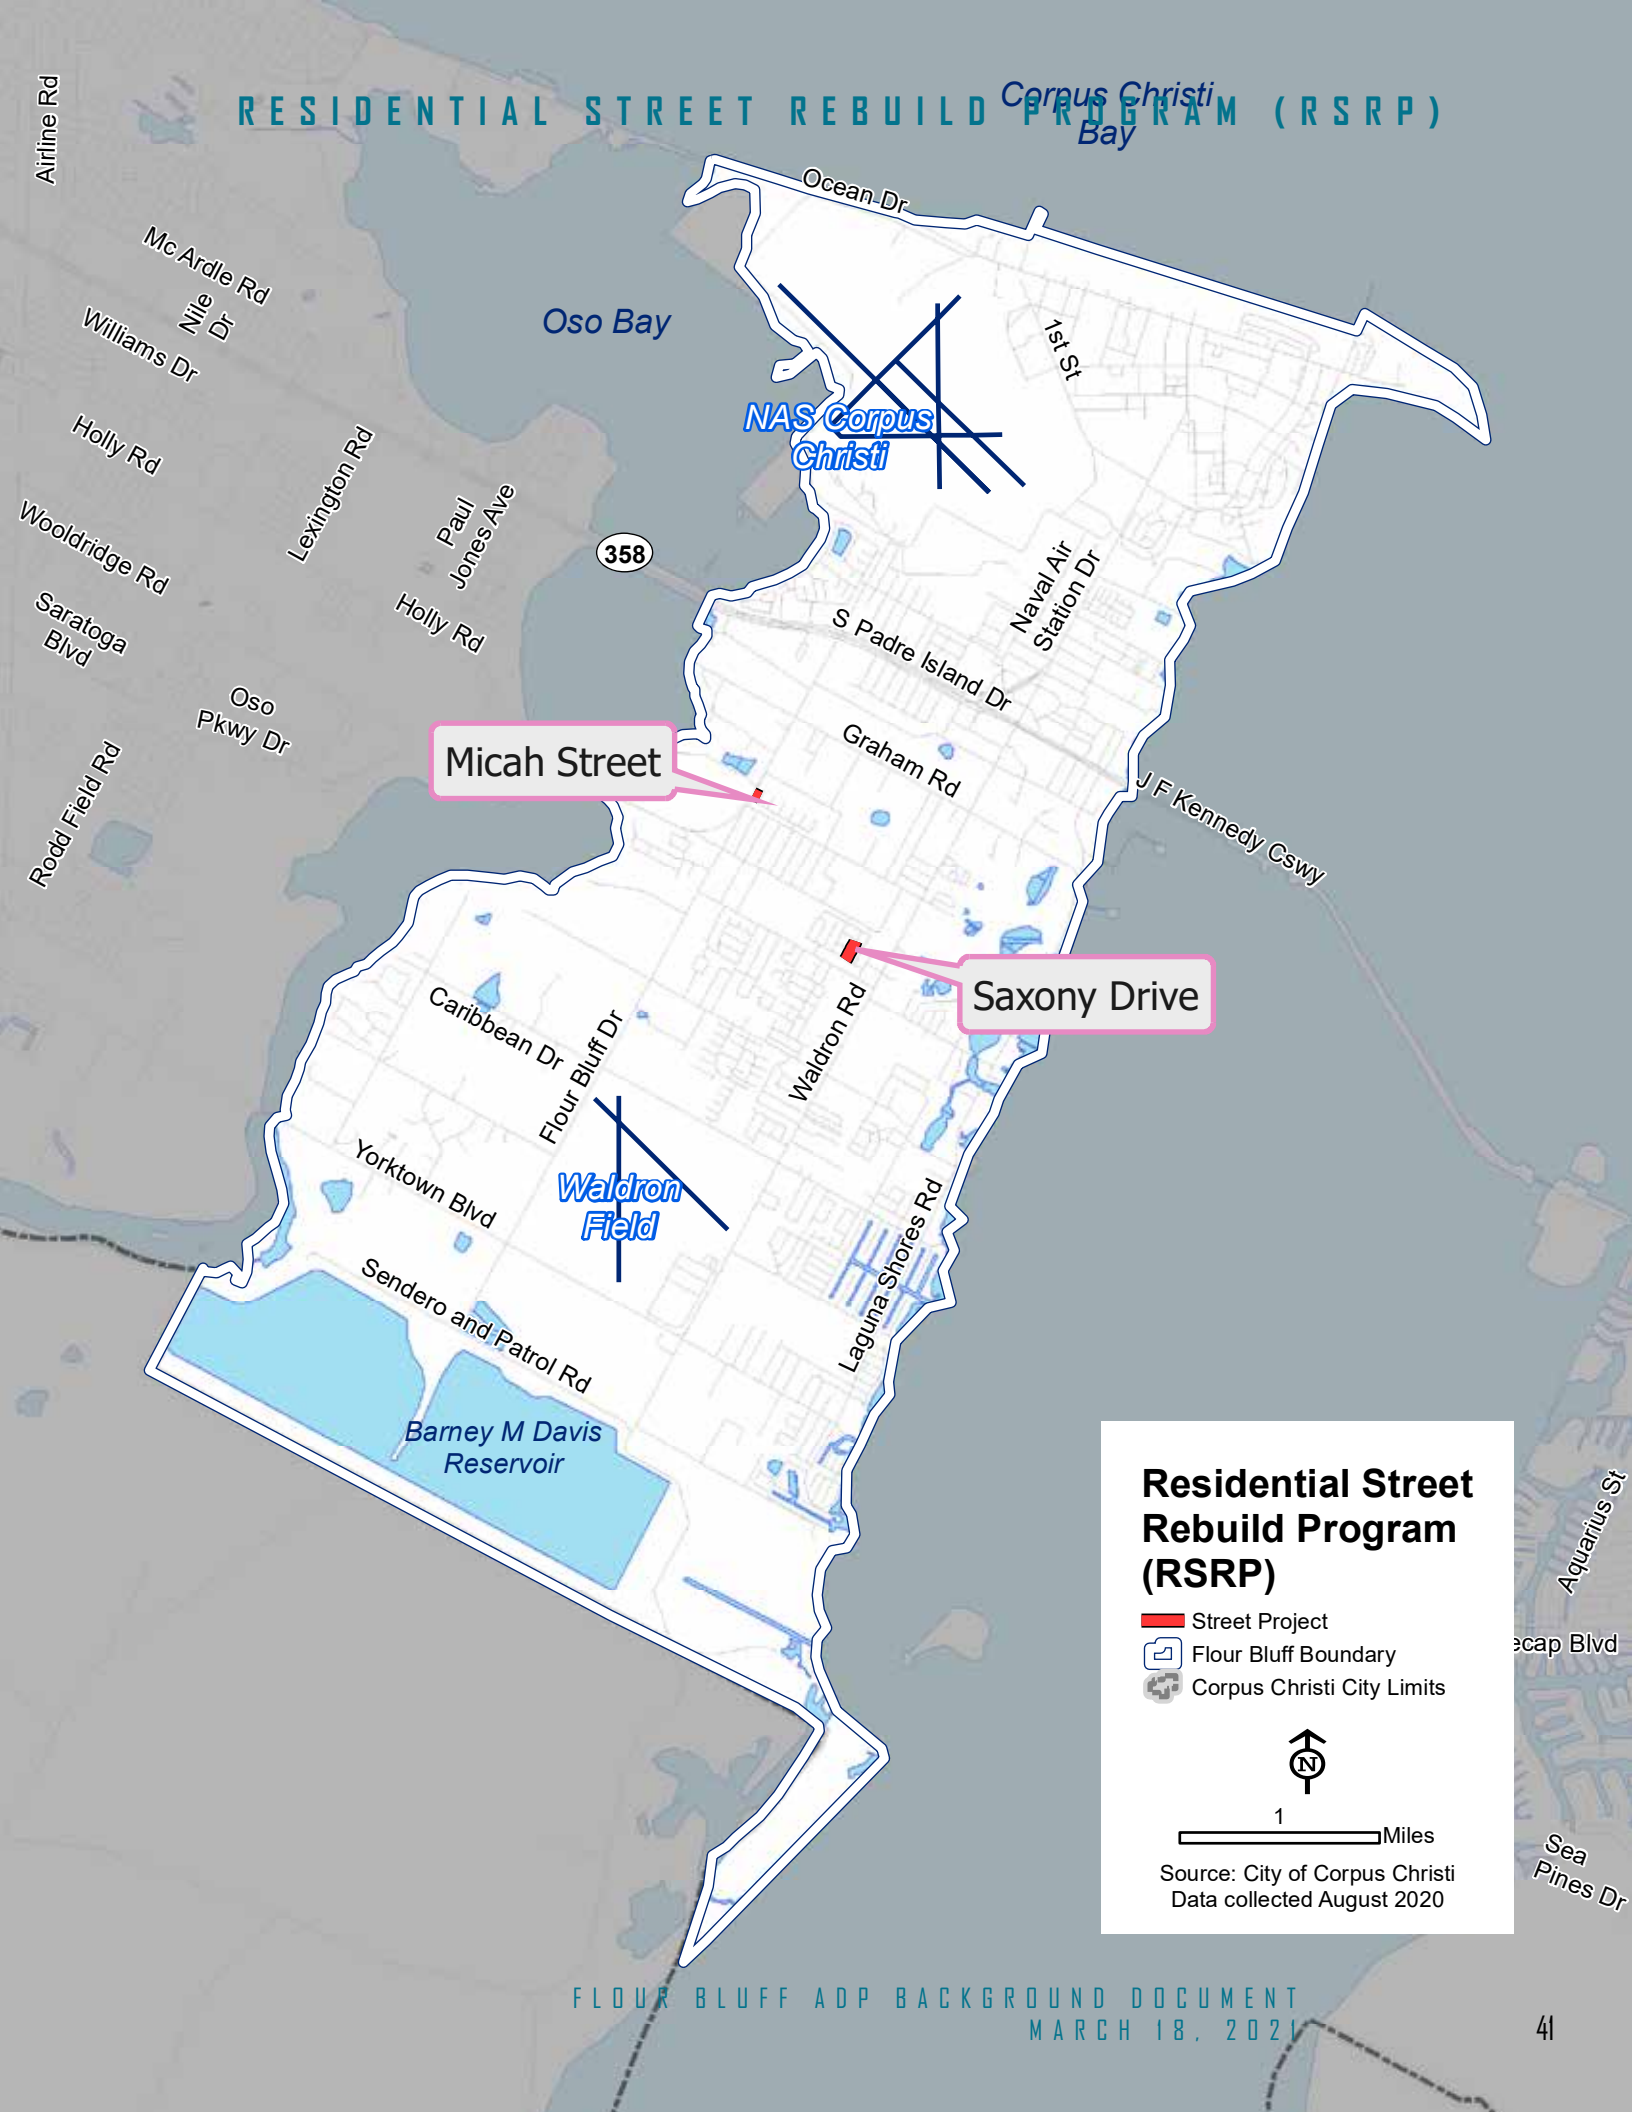 RESIDENTIAL STREET REBUILD PROGRAM (RSRP)
Corpus Christi
Bay
Airline Rd
Ocean Dr
Mc Ardle Rd
Nile
Dr
Williams Dr
Oso Bay
1st St
NAS Corpus
Christi
Holly Rd
Lexington Rd
Paul
Jones Ave
Wooldridge Rd
358
Naval Air
Station Dr
Saratoga
Blvd
Holly Rd
S Padre Island Dr
Oso
Pkwy Dr
Micah Street
Graham Rd
Rodd Field Rd
J F Kennedy Cswy
Saxony Drive
Caribbean Dr
Flour Bluff Dr
Waldron Rd
Yorktown Blvd
Waldron
Field
Laguna Shores Rd
Sendero and Patrol Rd
Barney M Davis
Reservoir
Residential Street
Rebuild Program
(RSRP)
Street Project
Flour Bluff Boundary
Corpus Christi City Limits
N
1
Miles
Source: City of Corpus Christi
Data collected August 2020
Aquarius St
ecap Blvd
Sea
Pines Dr
FLOUR BLUFF ADP BACKGROUND DOCUMENT
MARCH 18, 2021
41